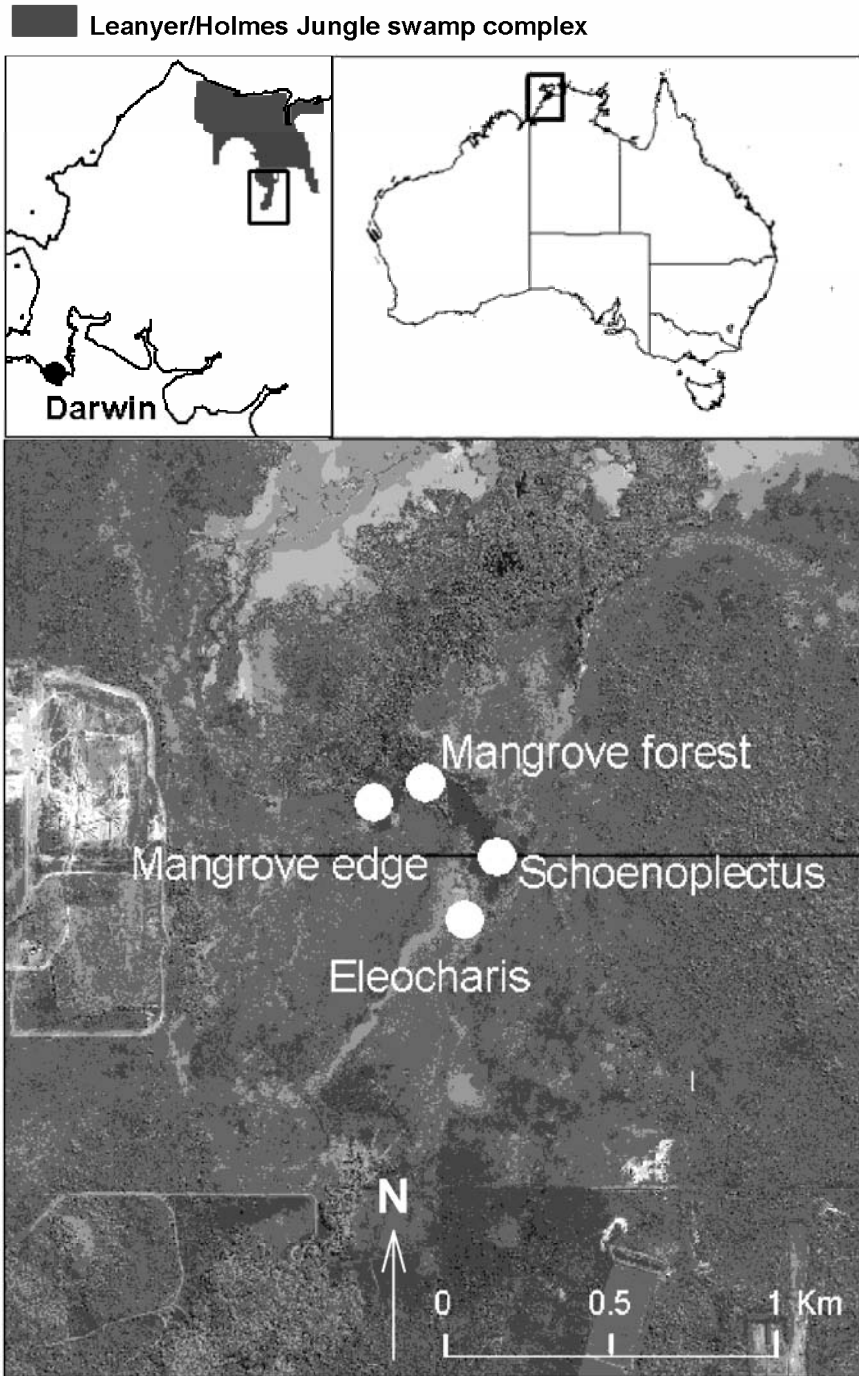 Leanyer/Holmes Jungle swamp complex
Darwin
Mangrove forest
Mangrove edge
Schoenoplectus
Eleocharis
N
0 0.5 1 Km